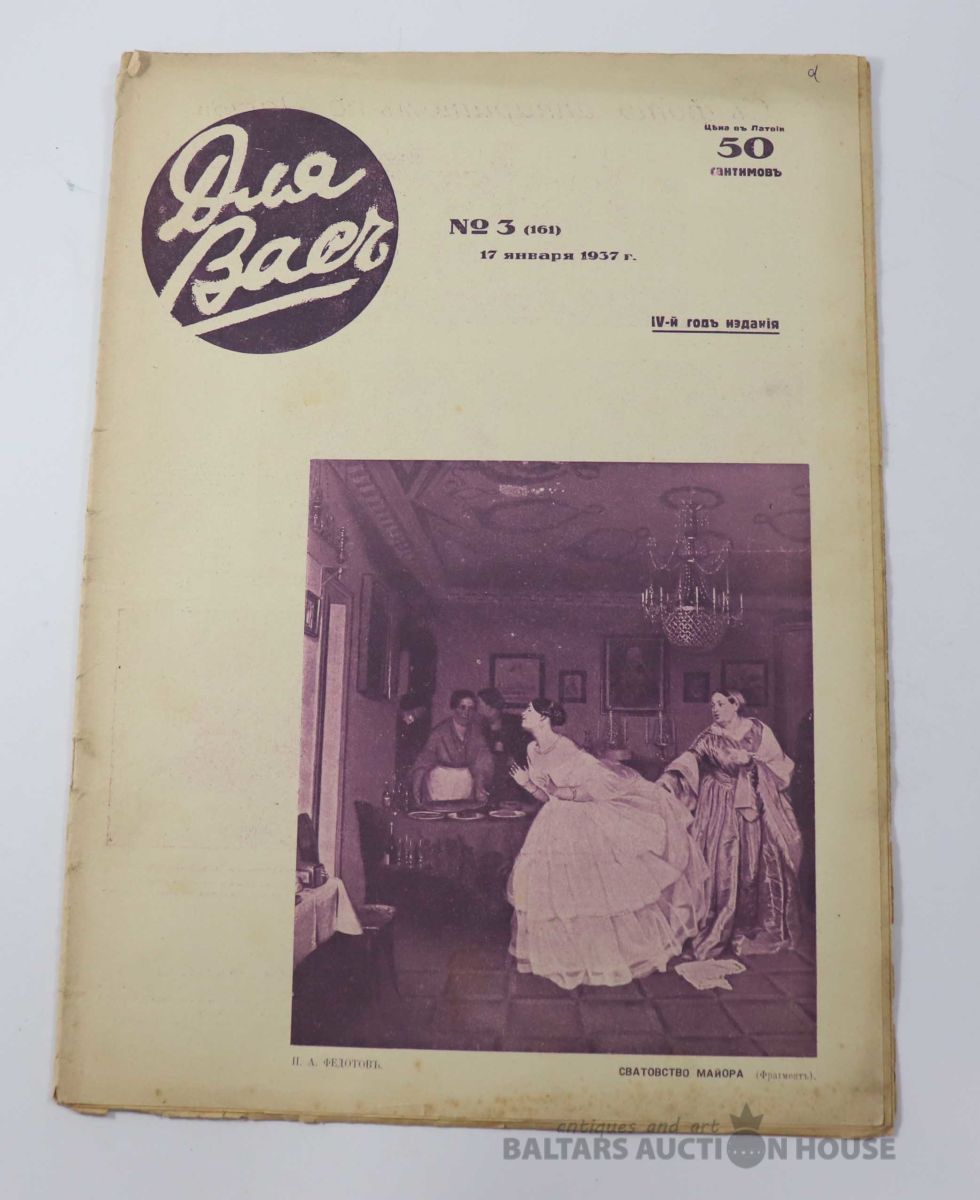 Для
Васъ
Цѣна въ Латвіи
50
сантимовъ
№ 3 (161)
17 января 1937 г.
IV-й годъ изданія
П. А. ФЕДОТОВЪ.
СВАТОВСТВО МАЙОРА (Фрагментъ).
antiques and art
BALTARS AUCTION HOUSE